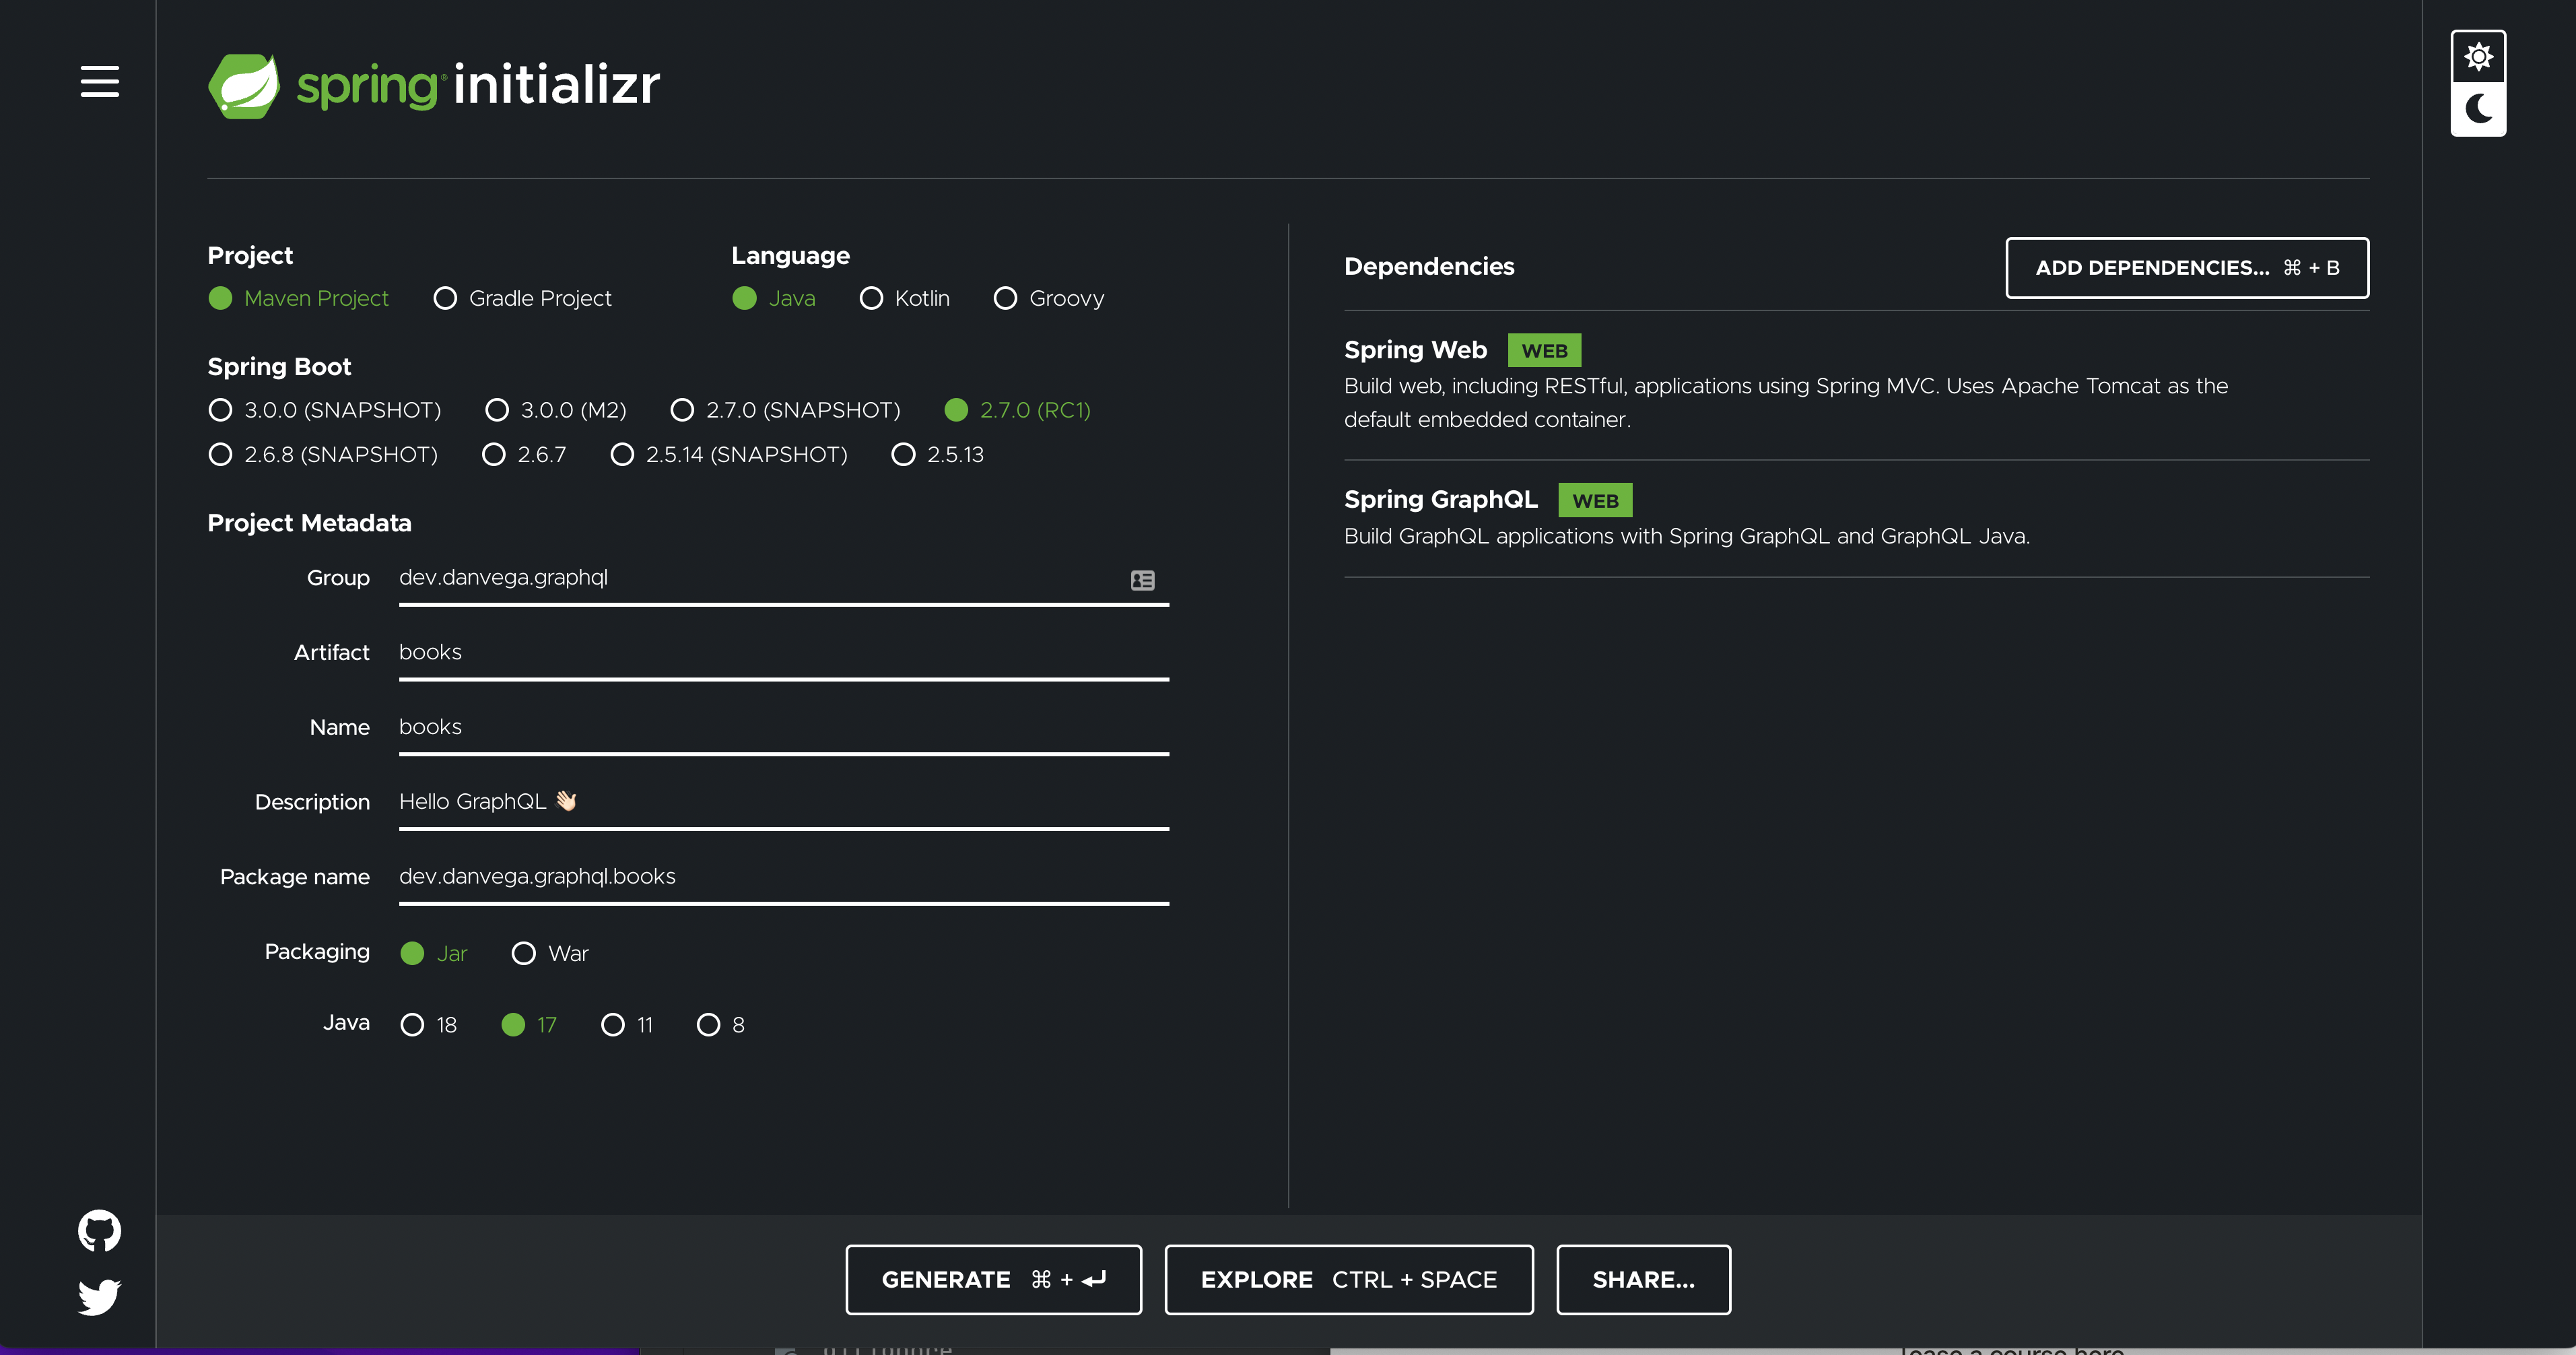 spring initializr
Project
Maven Project Gradle Project
Language
Java Kotlin Groovy
Spring Boot
3.0.0 (SNAPSHOT) 3.0.0 (M2) 2.7.0 (SNAPSHOT) 2.7.0 (RC1)
2.6.8 (SNAPSHOT) 2.6.7 2.5.14 (SNAPSHOT) 2.5.13
Project Metadata
Group dev.danvega.graphql
Artifact books
Name books
Description Hello GraphQL 👋🏻
Package name dev.danvega.graphql.books
Packaging Jar War
Java 18 17 11 8
Dependencies
ADD DEPENDENCIES... ⌘ + B
Spring Web WEB
Build web, including RESTful, applications using Spring MVC. Uses Apache Tomcat as the
default embedded container.
Spring GraphQL WEB
Build GraphQL applications with Spring GraphQL and GraphQL Java.
GENERATE ⌘ + ⏎
EXPLORE CTRL + SPACE
SHARE...